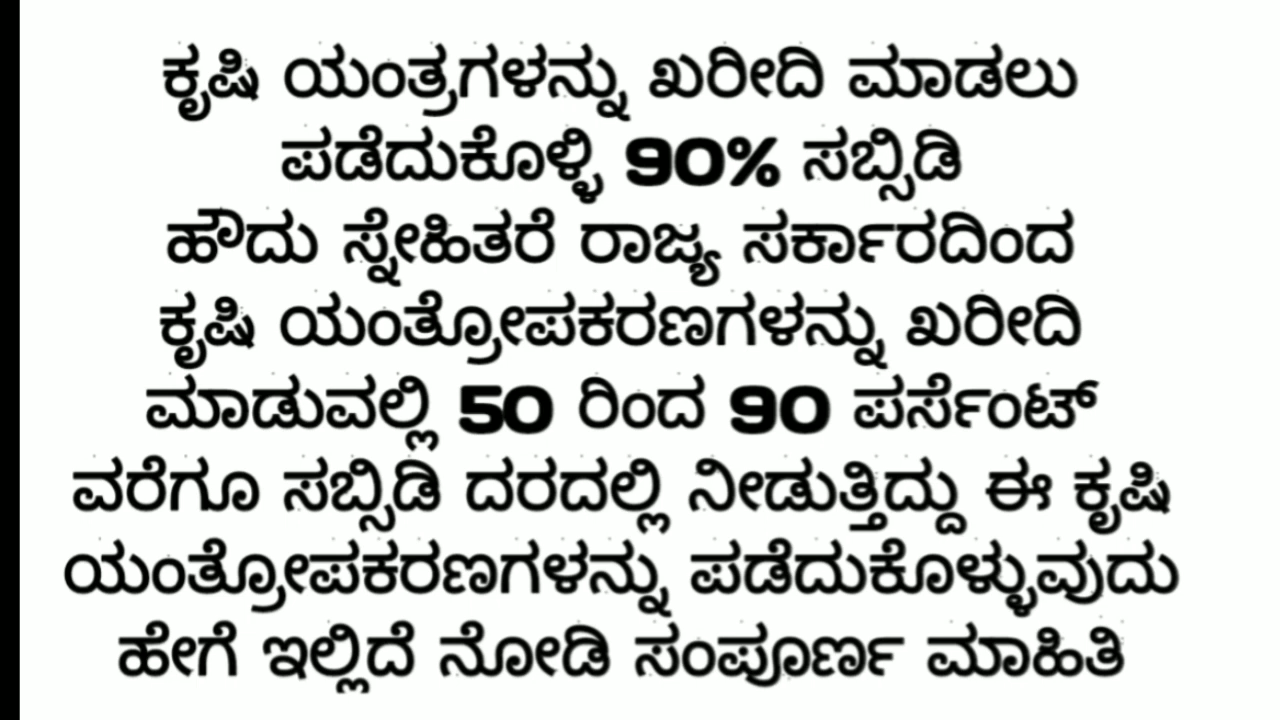 ಕೃಷಿ ಯಂತ್ರಗಳನ್ನು ಖರೀದಿ ಮಾಡಲು
ಪಡೆದುಕೊಳ್ಳಿ 90% ಸಬ್ಸಿಡಿ
ಹೌದು ಸ್ನೇಹಿತರೆ ರಾಜ್ಯ ಸರ್ಕಾರದಿಂದ
ಕೃಷಿ ಯಂತ್ರೋಪಕರಣಗಳನ್ನು ಖರೀದಿ
ಮಾಡುವಲ್ಲಿ 50 ರಿಂದ 90 ಪರ್ಸೆಂಟ್
ವರೆಗೂ ಸಬ್ಸಿಡಿ ದರದಲ್ಲಿ ನೀಡುತ್ತಿದ್ದು ಈ ಕೃಷಿ
ಯಂತ್ರೋಪಕರಣಗಳನ್ನು ಪಡೆದುಕೊಳ್ಳುವುದು
ಹೇಗೆ ಇಲ್ಲಿದೆ ನೋಡಿ ಸಂಪೂರ್ಣ ಮಾಹಿತಿ